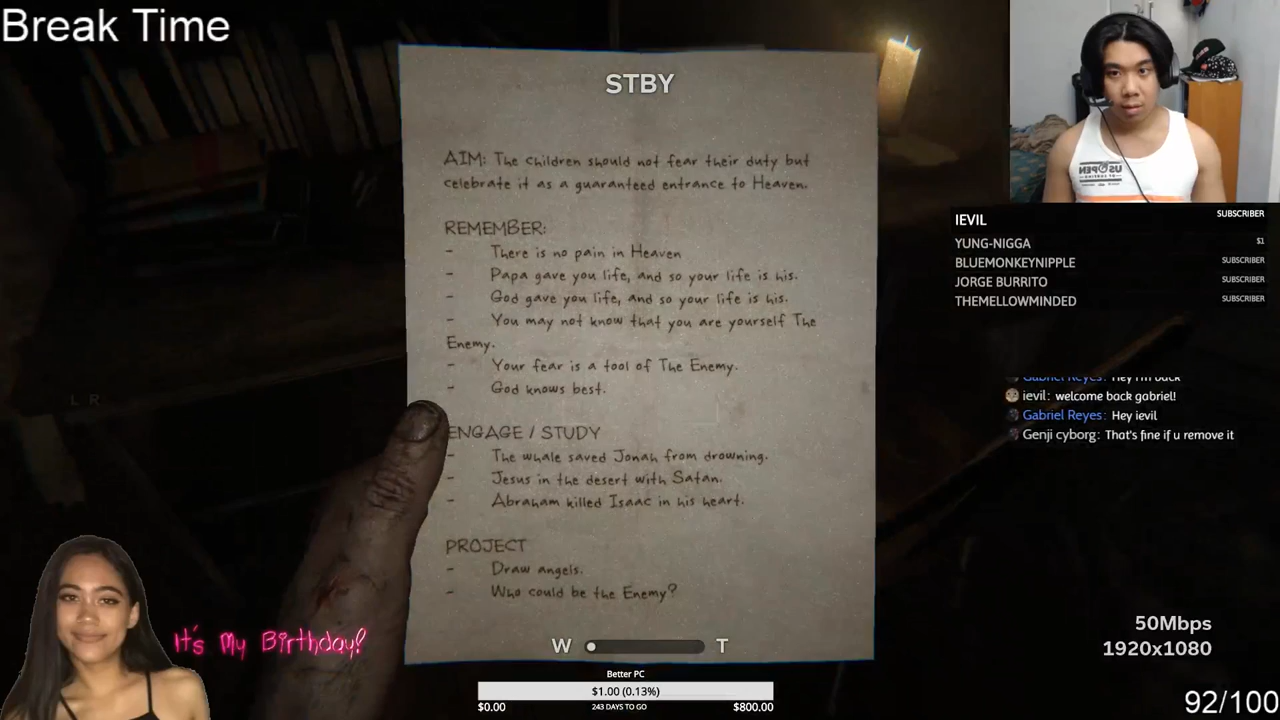 Break Time
STBY
AIM: The children should not fear their duty but
celebrate it as a guaranteed entrance to Heaven.
REMEMBER:
- There is no pain in Heaven
- Papa gave you life, and so your life is his.
- God gave you life, and so your life is his.
- You may not know that you are yourself The
Enemy.
- Your fear is a tool of The Enemy.
- God knows best.
ENGAGE / STUDY
- The whale saved Jonah from drowning.
- Jesus in the desert with Satan.
- Abraham killed Isaac in his heart.
PROJECT
- Draw angels.
- Who could be the Enemy?
W T
L R
It's My Birthday!
Better PC
$1.00 (0.13%)
$0.00 243 DAYS TO GO $800.00
US OPEN
IEVIL SUBSCRIBER
YUNG-NIGGA $1
BLUEMONKEYNIPPLE SUBSCRIBER
JORGE BURRITO SUBSCRIBER
THEMELLOWMINDED SUBSCRIBER
Gabriel Reyes: Hey I'm back
ievil: welcome back gabriel!
Gabriel Reyes: Hey ievil
Genji cyborg: That's fine if u remove it
50Mbps
1920x1080
92/100